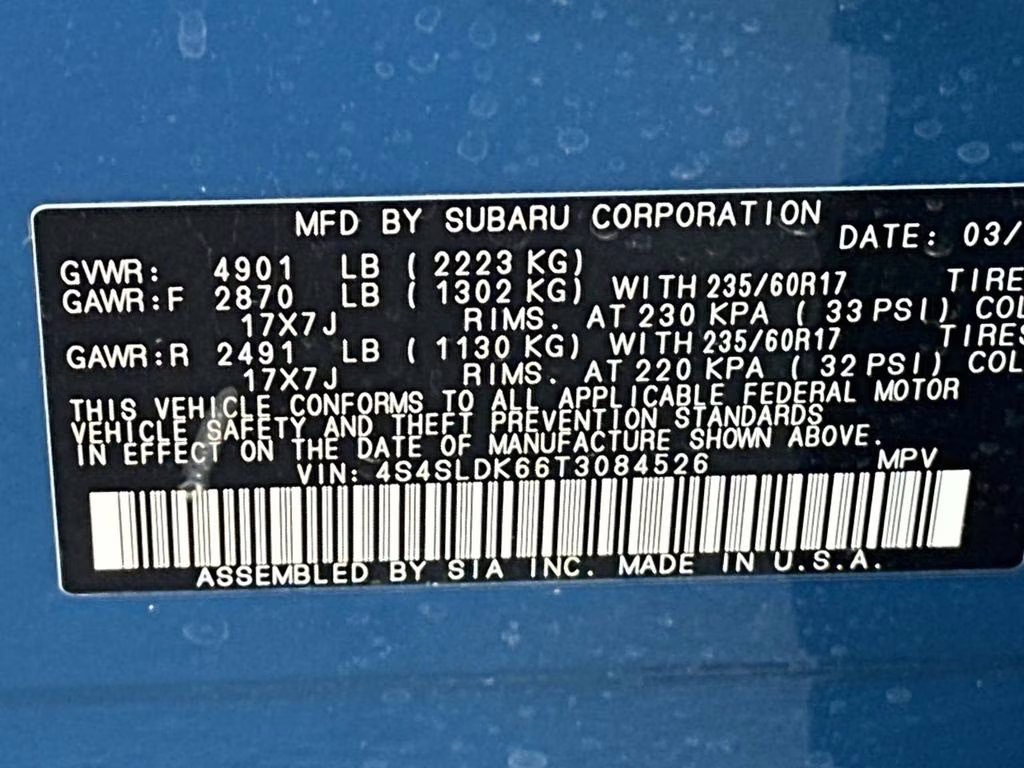 MFD BY SUBARU CORPORATION
DATE: 03/
GVWR: 4901 LB ( 2223 KG)
GAWR:F 2870 LB ( 1302 KG) WITH 235/60R17 TIRE
17X7J RIMS. AT 230 KPA ( 33 PSI) COL
GAWR:R 2491 LB ( 1130 KG) WITH 235/60R17 TIRES
17X7J RIMS. AT 220 KPA ( 32 PSI) COL
THIS VEHICLE CONFORMS TO ALL APPLICABLE FEDERAL MOTOR
VEHICLE SAFETY AND THEFT PREVENTION STANDARDS
IN EFFECT ON THE DATE OF MANUFACTURE SHOWN ABOVE.
VIN: 4S4SLDK66T3084526 MPV
ASSEMBLED BY SIA INC. MADE IN U.S.A.